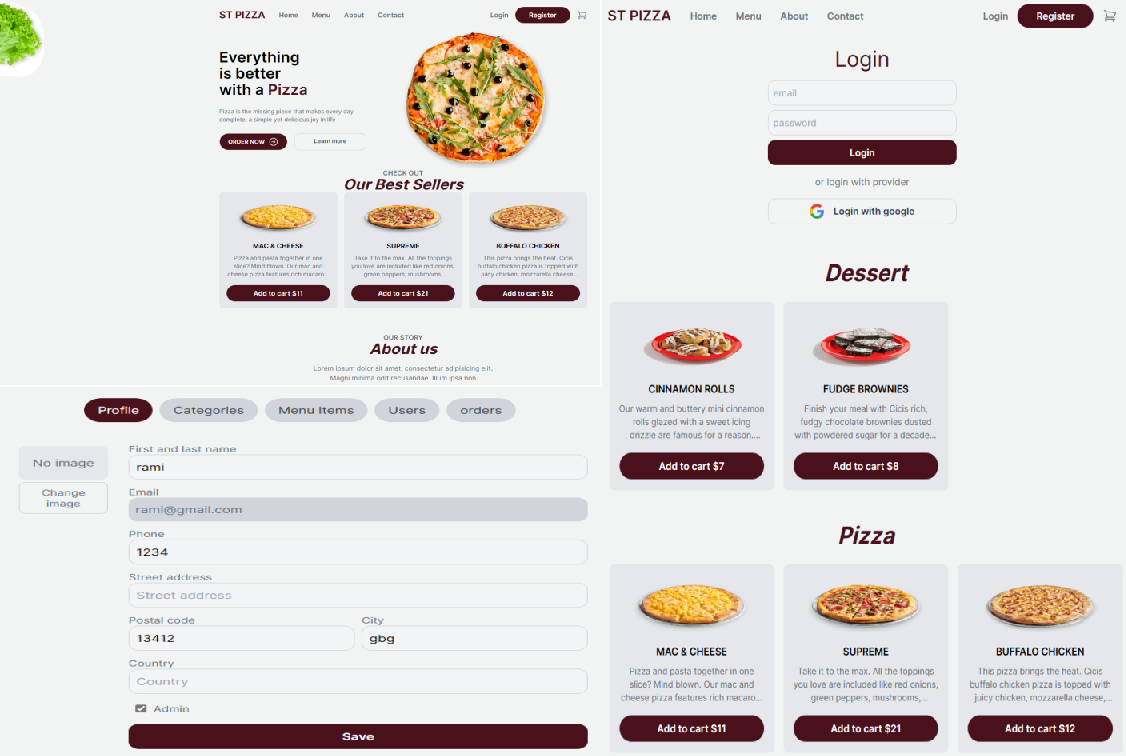 ST PIZZA Home Menu About Contact Login Register
Everything
is better
with a Pizza
Pizza is the missing piece that makes every day
complete, a simple yet delicious joy in life
ORDER NOW Learn more
CHECK OUT
Our Best Sellers
MAC & CHEESE
Pizza and pasta together in one
slice? Mind blown. Our mac and
cheese pizza features rich macaro...
Add to cart $11
SUPREME
Take it to the max. All the toppings
you love are included like red onions,
green peppers, mushrooms,...
Add to cart $21
BUFFALO CHICKEN
This pizza brings the heat. Cicis
buffalo chicken pizza is topped with
juicy chicken, mozzarella cheese,...
Add to cart $12
OUR STORY
About us
Lorem ipsum dolor sit amet, consectetur adipisicing elit.
Magni minima odit recusandae. Illum ipsa non
ST PIZZA Home Menu About Contact Login Register
Login
email
password
Login
or login with provider
Login with google
Profile Categories Menu Items Users orders
No image
Change
image
First and last name
rami
Email
rami@gmail.com
Phone
1234
Street address
Street address
Postal code City
13412 gbg
Country
Country
Admin
Save
Dessert
CINNAMON ROLLS
Our warm and buttery mini cinnamon
rolls glazed with a sweet icing
drizzle are famous for a reason....
Add to cart $7
FUDGE BROWNIES
Finish your meal with Cicis rich,
fudgy chocolate brownies dusted
with powdered sugar for a decade...
Add to cart $8
Pizza
MAC & CHEESE
Pizza and pasta together in one
slice? Mind blown. Our mac and
cheese pizza features rich macaro...
Add to cart $11
SUPREME
Take it to the max. All the toppings
you love are included like red onions,
green peppers, mushrooms,...
Add to cart $21
BUFFALO CHICKEN
This pizza brings the heat. Cicis
buffalo chicken pizza is topped with
juicy chicken, mozzarella cheese,...
Add to cart $12